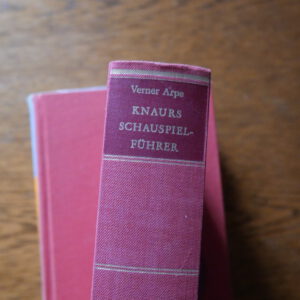 Verner Arpe
KNAURS
SCHAUSPIEL-
FÜHRER